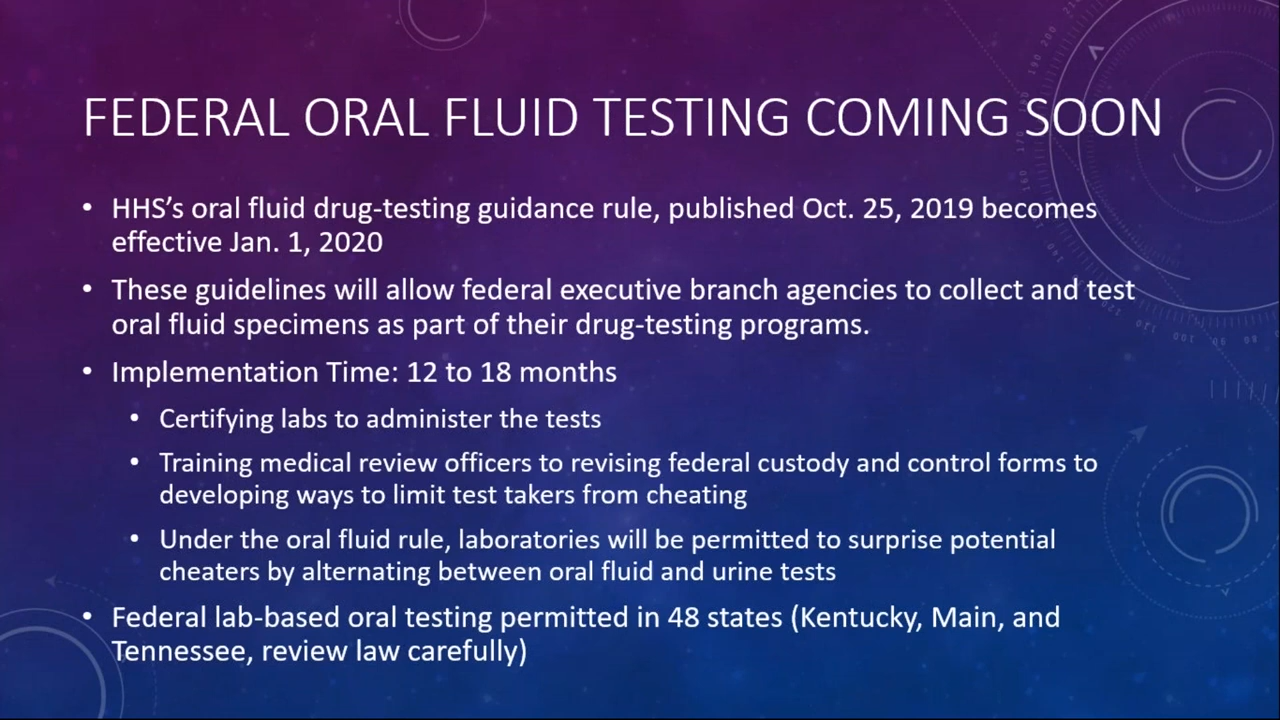 FEDERAL ORAL FLUID TESTING COMING SOON
• HHS's oral fluid drug-testing guidance rule, published Oct. 25, 2019 becomes
effective Jan. 1, 2020
• These guidelines will allow federal executive branch agencies to collect and test
oral fluid specimens as part of their drug-testing programs.
• Implementation Time: 12 to 18 months
• Certifying labs to administer the tests
• Training medical review officers to revising federal custody and control forms to
developing ways to limit test takers from cheating
• Under the oral fluid rule, laboratories will be permitted to surprise potential
cheaters by alternating between oral fluid and urine tests
• Federal lab-based oral testing permitted in 48 states (Kentucky, Main, and
Tennessee, review law carefully)